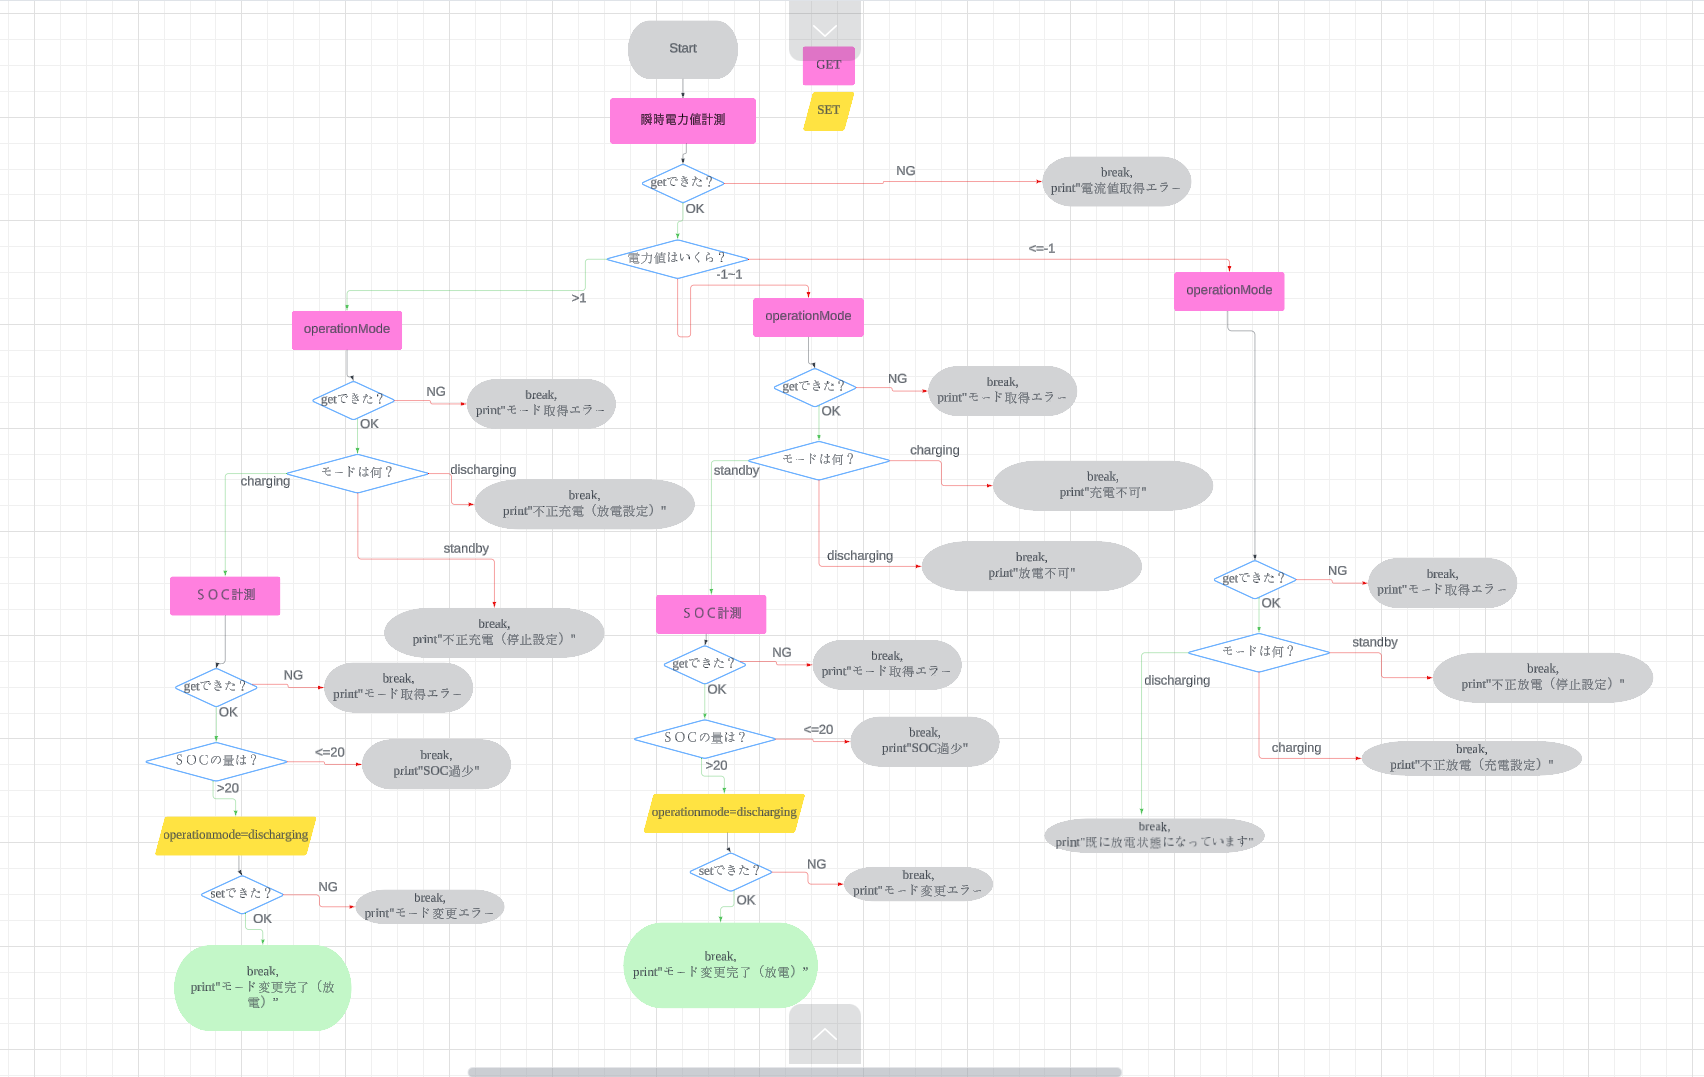 Start
GET
SET
瞬時電力値計測
getできた？
NG
break,
print"電流値取得エラー
OK
電力値はいくら？
>1
-1~1
<=-1
operationMode
operationMode
operationMode
getできた？
NG
break,
print"モード取得エラー
OK
モードは何？
charging
discharging
break,
print"不正充電（放電設定）"
standby
break,
print"不正充電（停止設定）"
ＳＯＣ計測
getできた？
NG
break,
print"モード取得エラー
OK
ＳＯＣの量は？
<=20
break,
print"SOC過少"
>20
operationmode=discharging
setできた？
NG
break,
print"モード変更エラー
OK
break,
print"モード変更完了（放
電）”
getできた？
NG
break,
print"モード取得エラー
OK
モードは何？
standby
charging
break,
print"充電不可"
discharging
break,
print"放電不可"
ＳＯＣ計測
getできた？
NG
break,
print"モード取得エラー
OK
ＳＯＣの量は？
<=20
break,
print"SOC過少"
>20
operationmode=discharging
setできた？
NG
break,
print"モード変更エラー
OK
break,
print"モード変更完了（放電）”
getできた？
NG
break,
print"モード取得エラー
OK
モードは何？
discharging
standby
break,
print"不正放電（停止設定）"
charging
break,
print"不正放電（充電設定）"
break,
print"既に放電状態になっています”